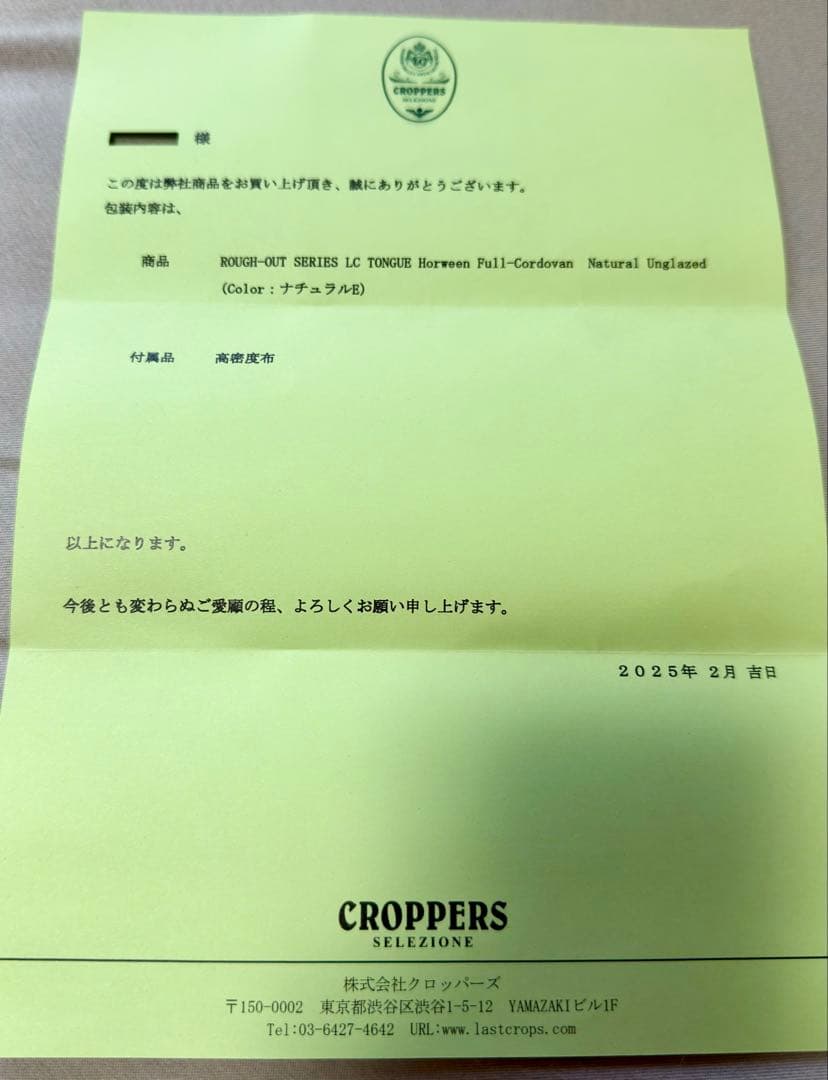 CROPPERS
SELEZIONE
様
この度は弊社商品をお買い上げ頂き、誠にありがとうございます。
包装内容は、
商品 ROUGH-OUT SERIES LC TONGUE Horween Full-Cordovan Natural Unglazed
(Color：ナチュラルE)
付属品 高密度布
以上になります。
今後とも変わらぬご愛顧の程、よろしくお願い申し上げます。
２０２５年 ２月 吉日
CROPPERS
SELEZIONE
株式会社クロッパーズ
〒150-0002 東京都渋谷区渋谷1-5-12 YAMAZAKIビル1F
Tel:03-6427-4642 URL:www.lastcrops.com